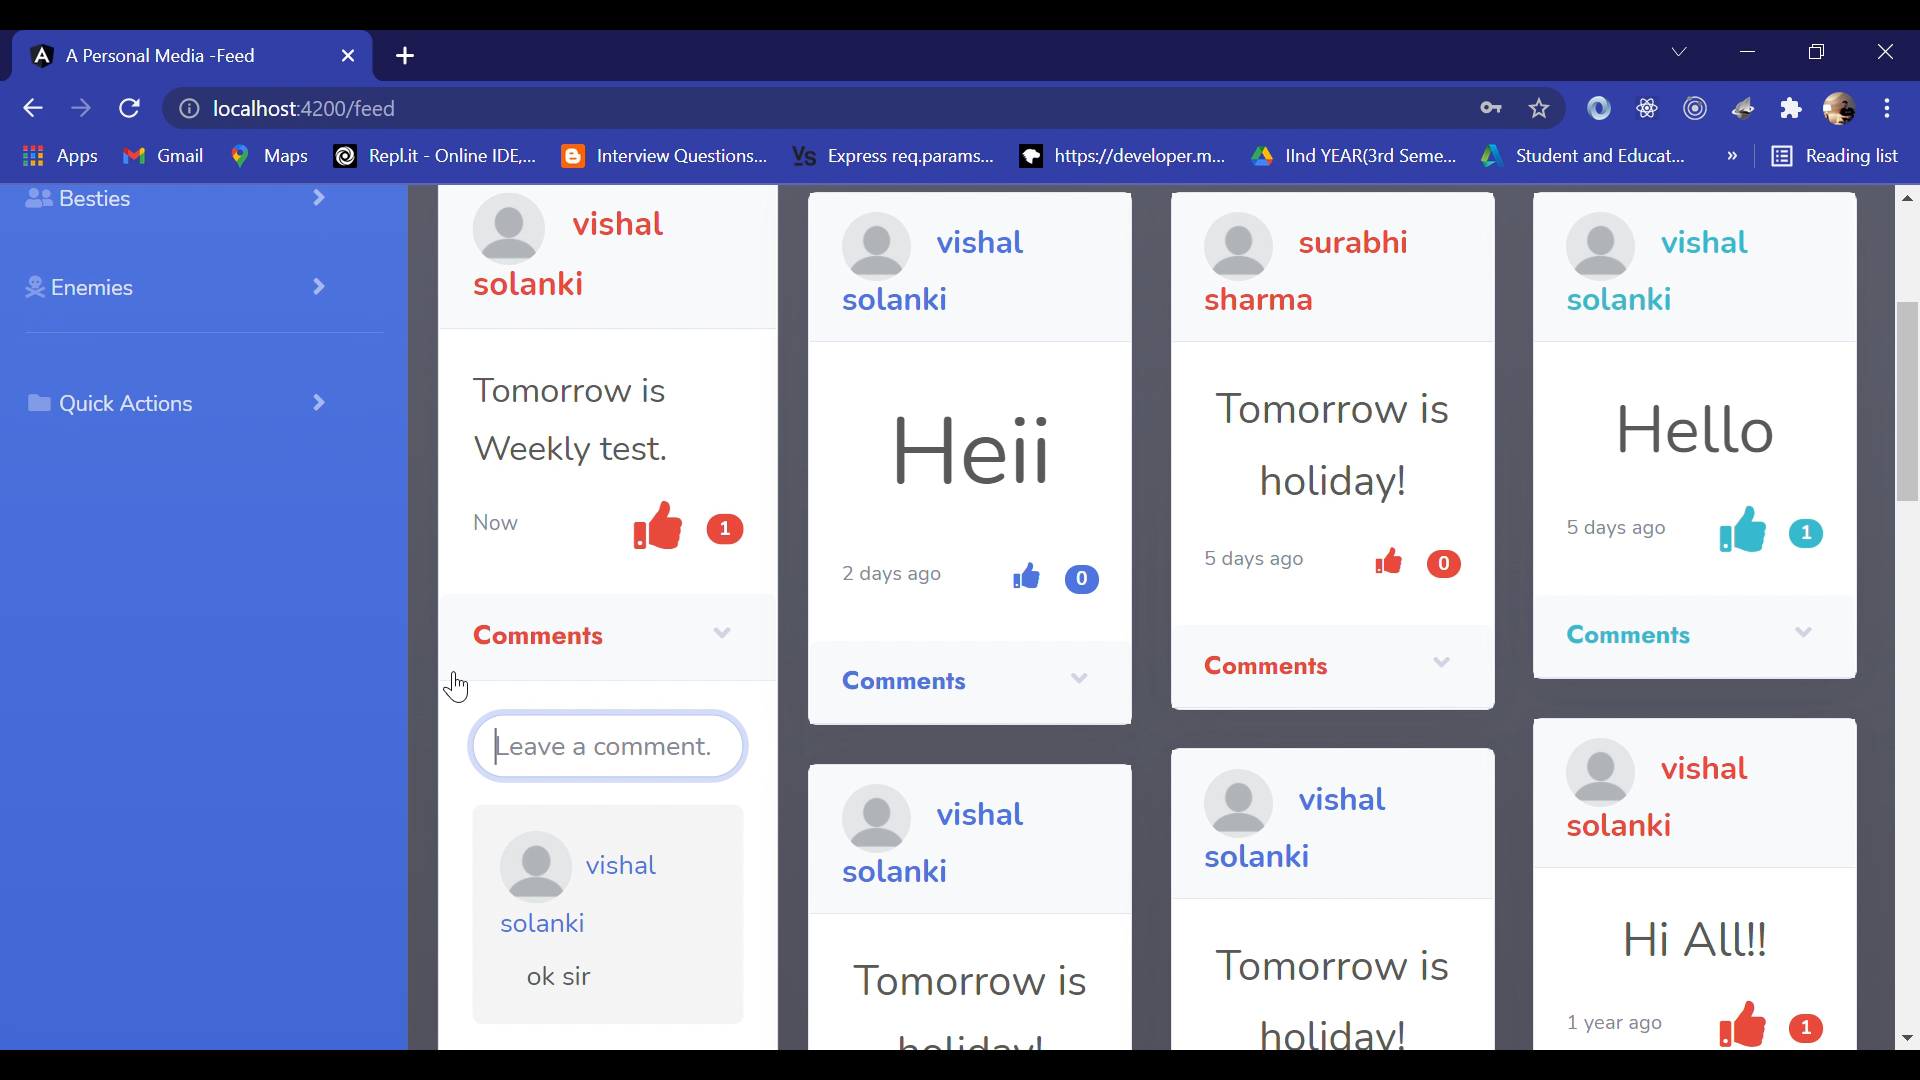 A Personal Media -Feed
localhost:4200/feed
Apps
Gmail
Maps
Repl.it - Online IDE,...
Interview Questions...
Express req.params...
https://developer.m...
IInd YEAR(3rd Seme...
Student and Educat...
»
Reading list
Besties
Enemies
Quick Actions
vishal
solanki
Tomorrow is
Weekly test.
Now
1
Comments
Leave a comment.
vishal
solanki
ok sir
vishal
solanki
Heii
2 days ago
0
Comments
vishal
solanki
Tomorrow is
holiday!
surabhi
sharma
Tomorrow is
holiday!
5 days ago
0
Comments
vishal
solanki
Tomorrow is
holiday!
vishal
solanki
Hello
5 days ago
1
Comments
vishal
solanki
Hi All!!
1 year ago
1